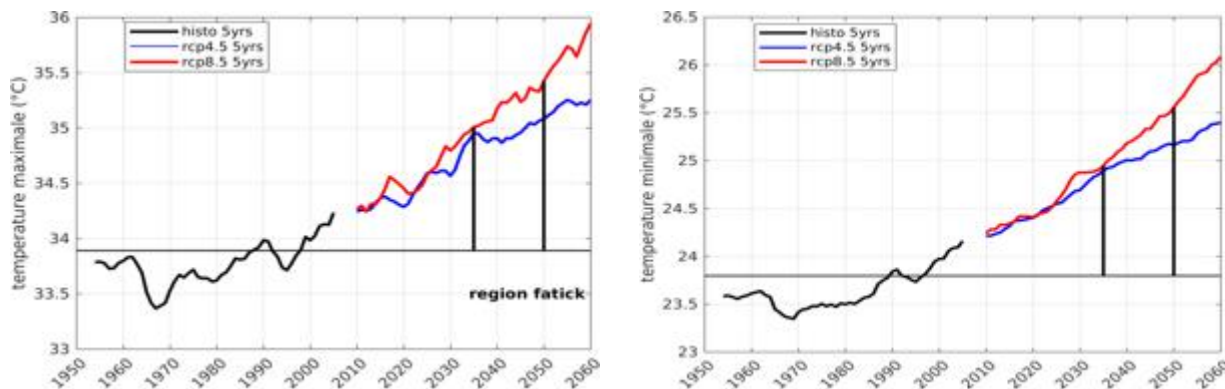 temperature maximale (°C)
36
35.5
35
34.5
34
33.5
33
histo 5yrs
rcp4.5 5yrs
rcp8.5 5yrs
region fatick
1950 1960 1970 1980 1990 2000 2010 2020 2030 2040 2050 2060
temperature minimale (°C)
26.5
26
25.5
25
24.5
24
23.5
23
histo 5yrs
rcp4.5 5yrs
rcp8.5 5yrs
1950 1960 1970 1980 1990 2000 2010 2020 2030 2040 2050 2060